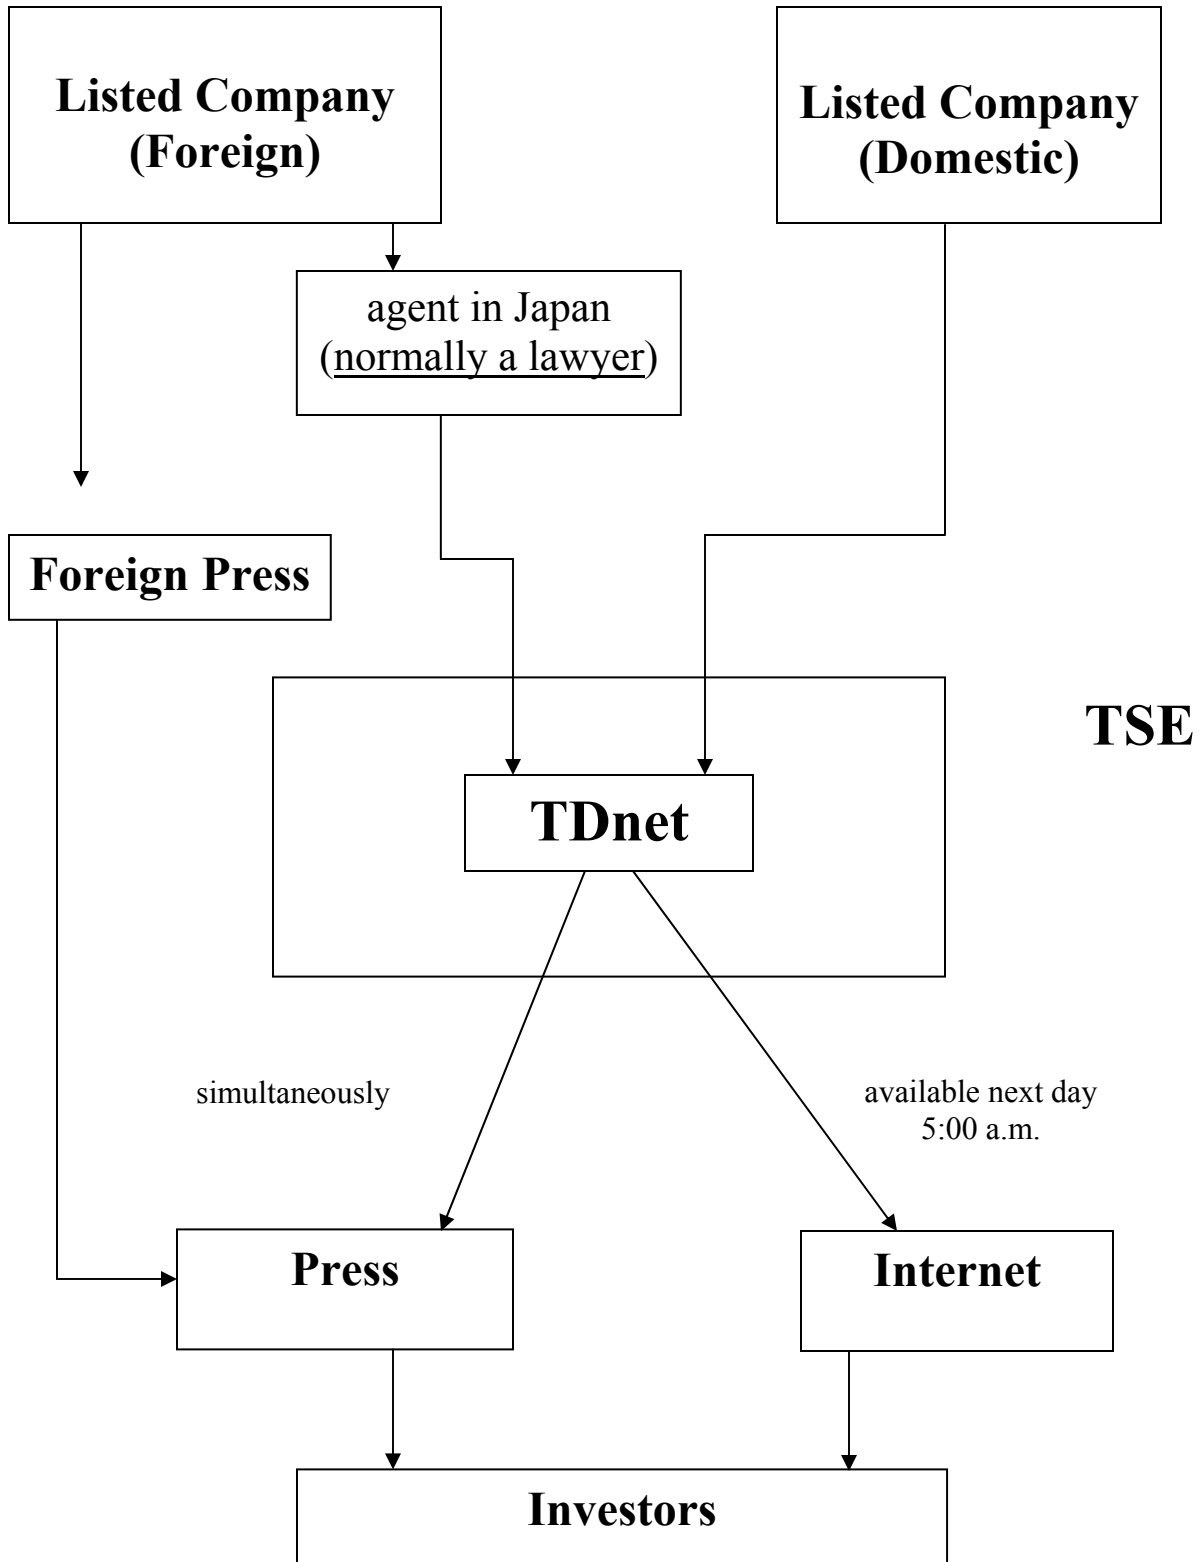 Listed Company
(Foreign)
Listed Company
(Domestic)
agent in Japan
(normally a lawyer)
Foreign Press
TSE
TDnet
simultaneously
available next day
5:00 a.m.
Press
Internet
Investors